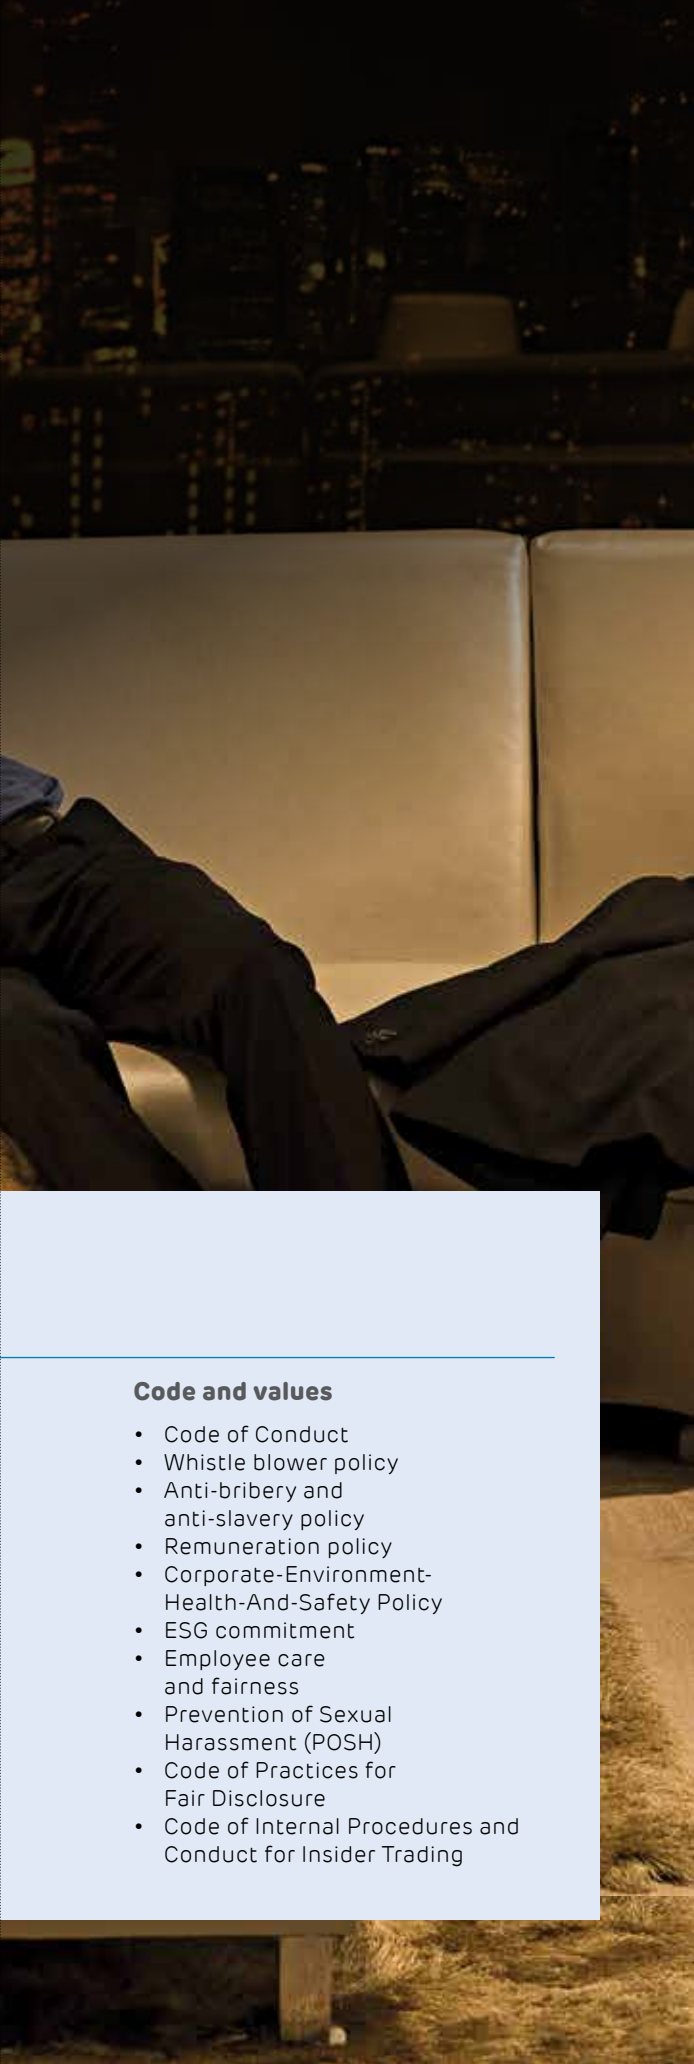 Code and values
• Code of Conduct
• Whistle blower policy
• Anti-bribery and
anti-slavery policy
• Remuneration policy
• Corporate-Environment-
Health-And-Safety Policy
• ESG commitment
• Employee care
and fairness
• Prevention of Sexual
Harassment (POSH)
• Code of Practices for
Fair Disclosure
• Code of Internal Procedures and
Conduct for Insider Trading